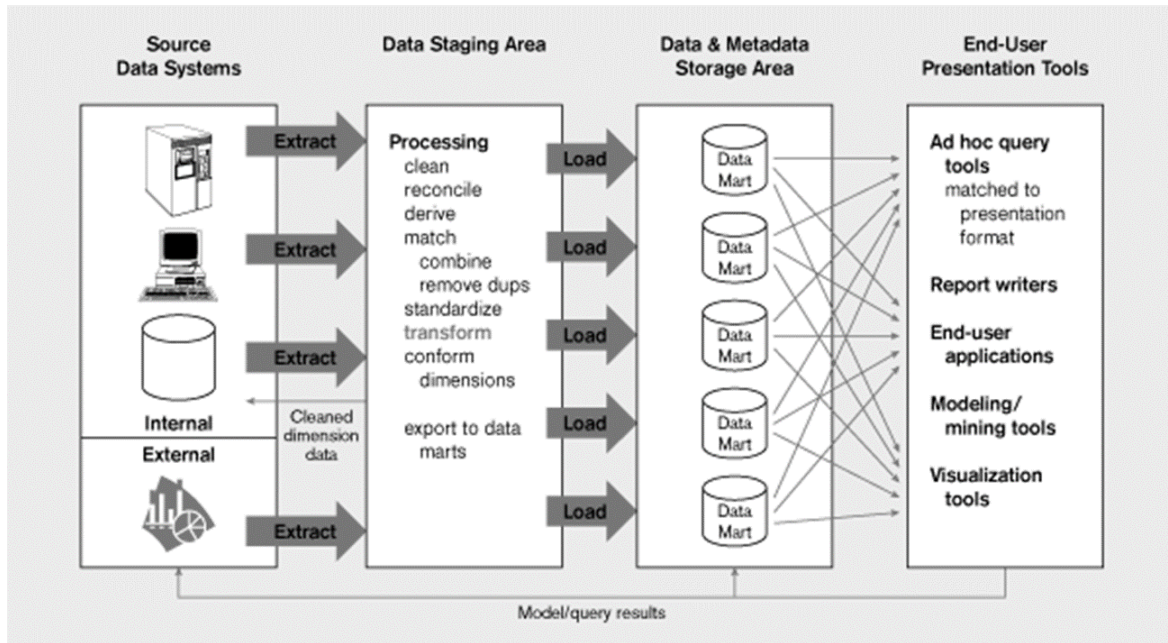 Source
Data Systems
Data Staging Area
Data & Metadata
Storage Area
End-User
Presentation Tools
Extract
Extract
Extract
Internal
External
Extract
Cleaned
dimension
data
Processing
clean
reconcile
derive
match
combine
remove dups
standardize
transform
conform
dimensions
export to data
marts
Load
Load
Load
Load
Load
Data
Mart
Data
Mart
Data
Mart
Data
Mart
Data
Mart
Ad hoc query
tools
matched to
presentation
format
Report writers
End-user
applications
Modeling/
mining tools
Visualization
tools
Model/query results